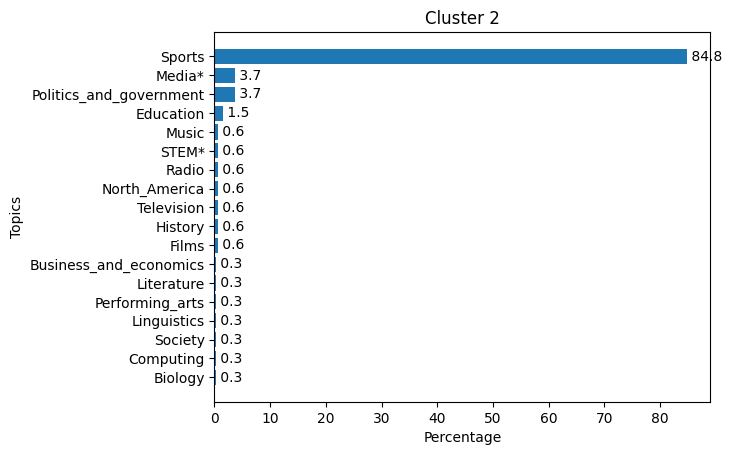 Cluster 2
Topics
Sports 84.8
Media* 3.7
Politics_and_government 3.7
Education 1.5
Music 0.6
STEM* 0.6
Radio 0.6
North_America 0.6
Television 0.6
History 0.6
Films 0.6
Business_and_economics 0.3
Literature 0.3
Performing_arts 0.3
Linguistics 0.3
Society 0.3
Computing 0.3
Biology 0.3
0 10 20 30 40 50 60 70 80
Percentage